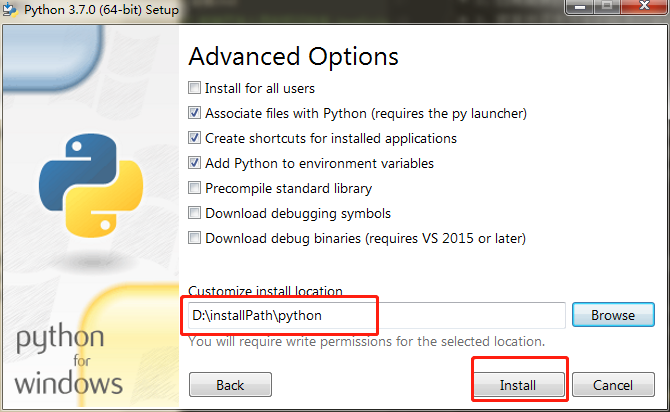 Python 3.7.0 (64-bit) Setup
Advanced Options
Install for all users
Associate files with Python (requires the py launcher)
Create shortcuts for installed applications
Add Python to environment variables
Precompile standard library
Download debugging symbols
Download debug binaries (requires VS 2015 or later)
Customize install location
D:\installPath\python
Browse
You will require write permissions for the selected location.
python
for
windows
Back
Install
Cancel